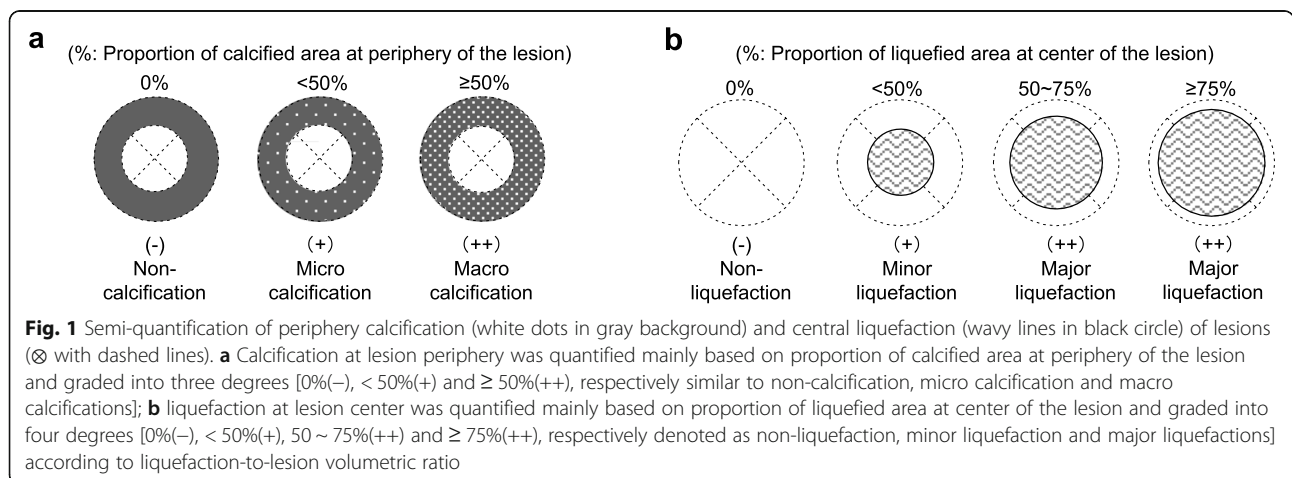 a
(%: Proportion of calcified area at periphery of the lesion)
0% <50% ≥50%
(-) (+) (++)
Non- Micro Macro
calcification calcification calcification
b
(%: Proportion of liquefied area at center of the lesion)
0% <50% 50~75% ≥75%
(-) (+) (++) (++)
Non- Minor Major Major
liquefaction liquefaction liquefaction liquefaction
Fig. 1 Semi-quantification of periphery calcification (white dots in gray background) and central liquefaction (wavy lines in black circle) of lesions
(⊗ with dashed lines). a Calcification at lesion periphery was quantified mainly based on proportion of calcified area at periphery of the lesion
and graded into three degrees [0%(−), < 50%(+) and ≥ 50%(++), respectively similar to non-calcification, micro calcification and macro
calcifications]; b liquefaction at lesion center was quantified mainly based on proportion of liquefied area at center of the lesion and graded into
four degrees [0%(−), < 50%(+), 50 ~ 75%(++) and ≥ 75%(++), respectively denoted as non-liquefaction, minor liquefaction and major liquefactions]
according to liquefaction-to-lesion volumetric ratio